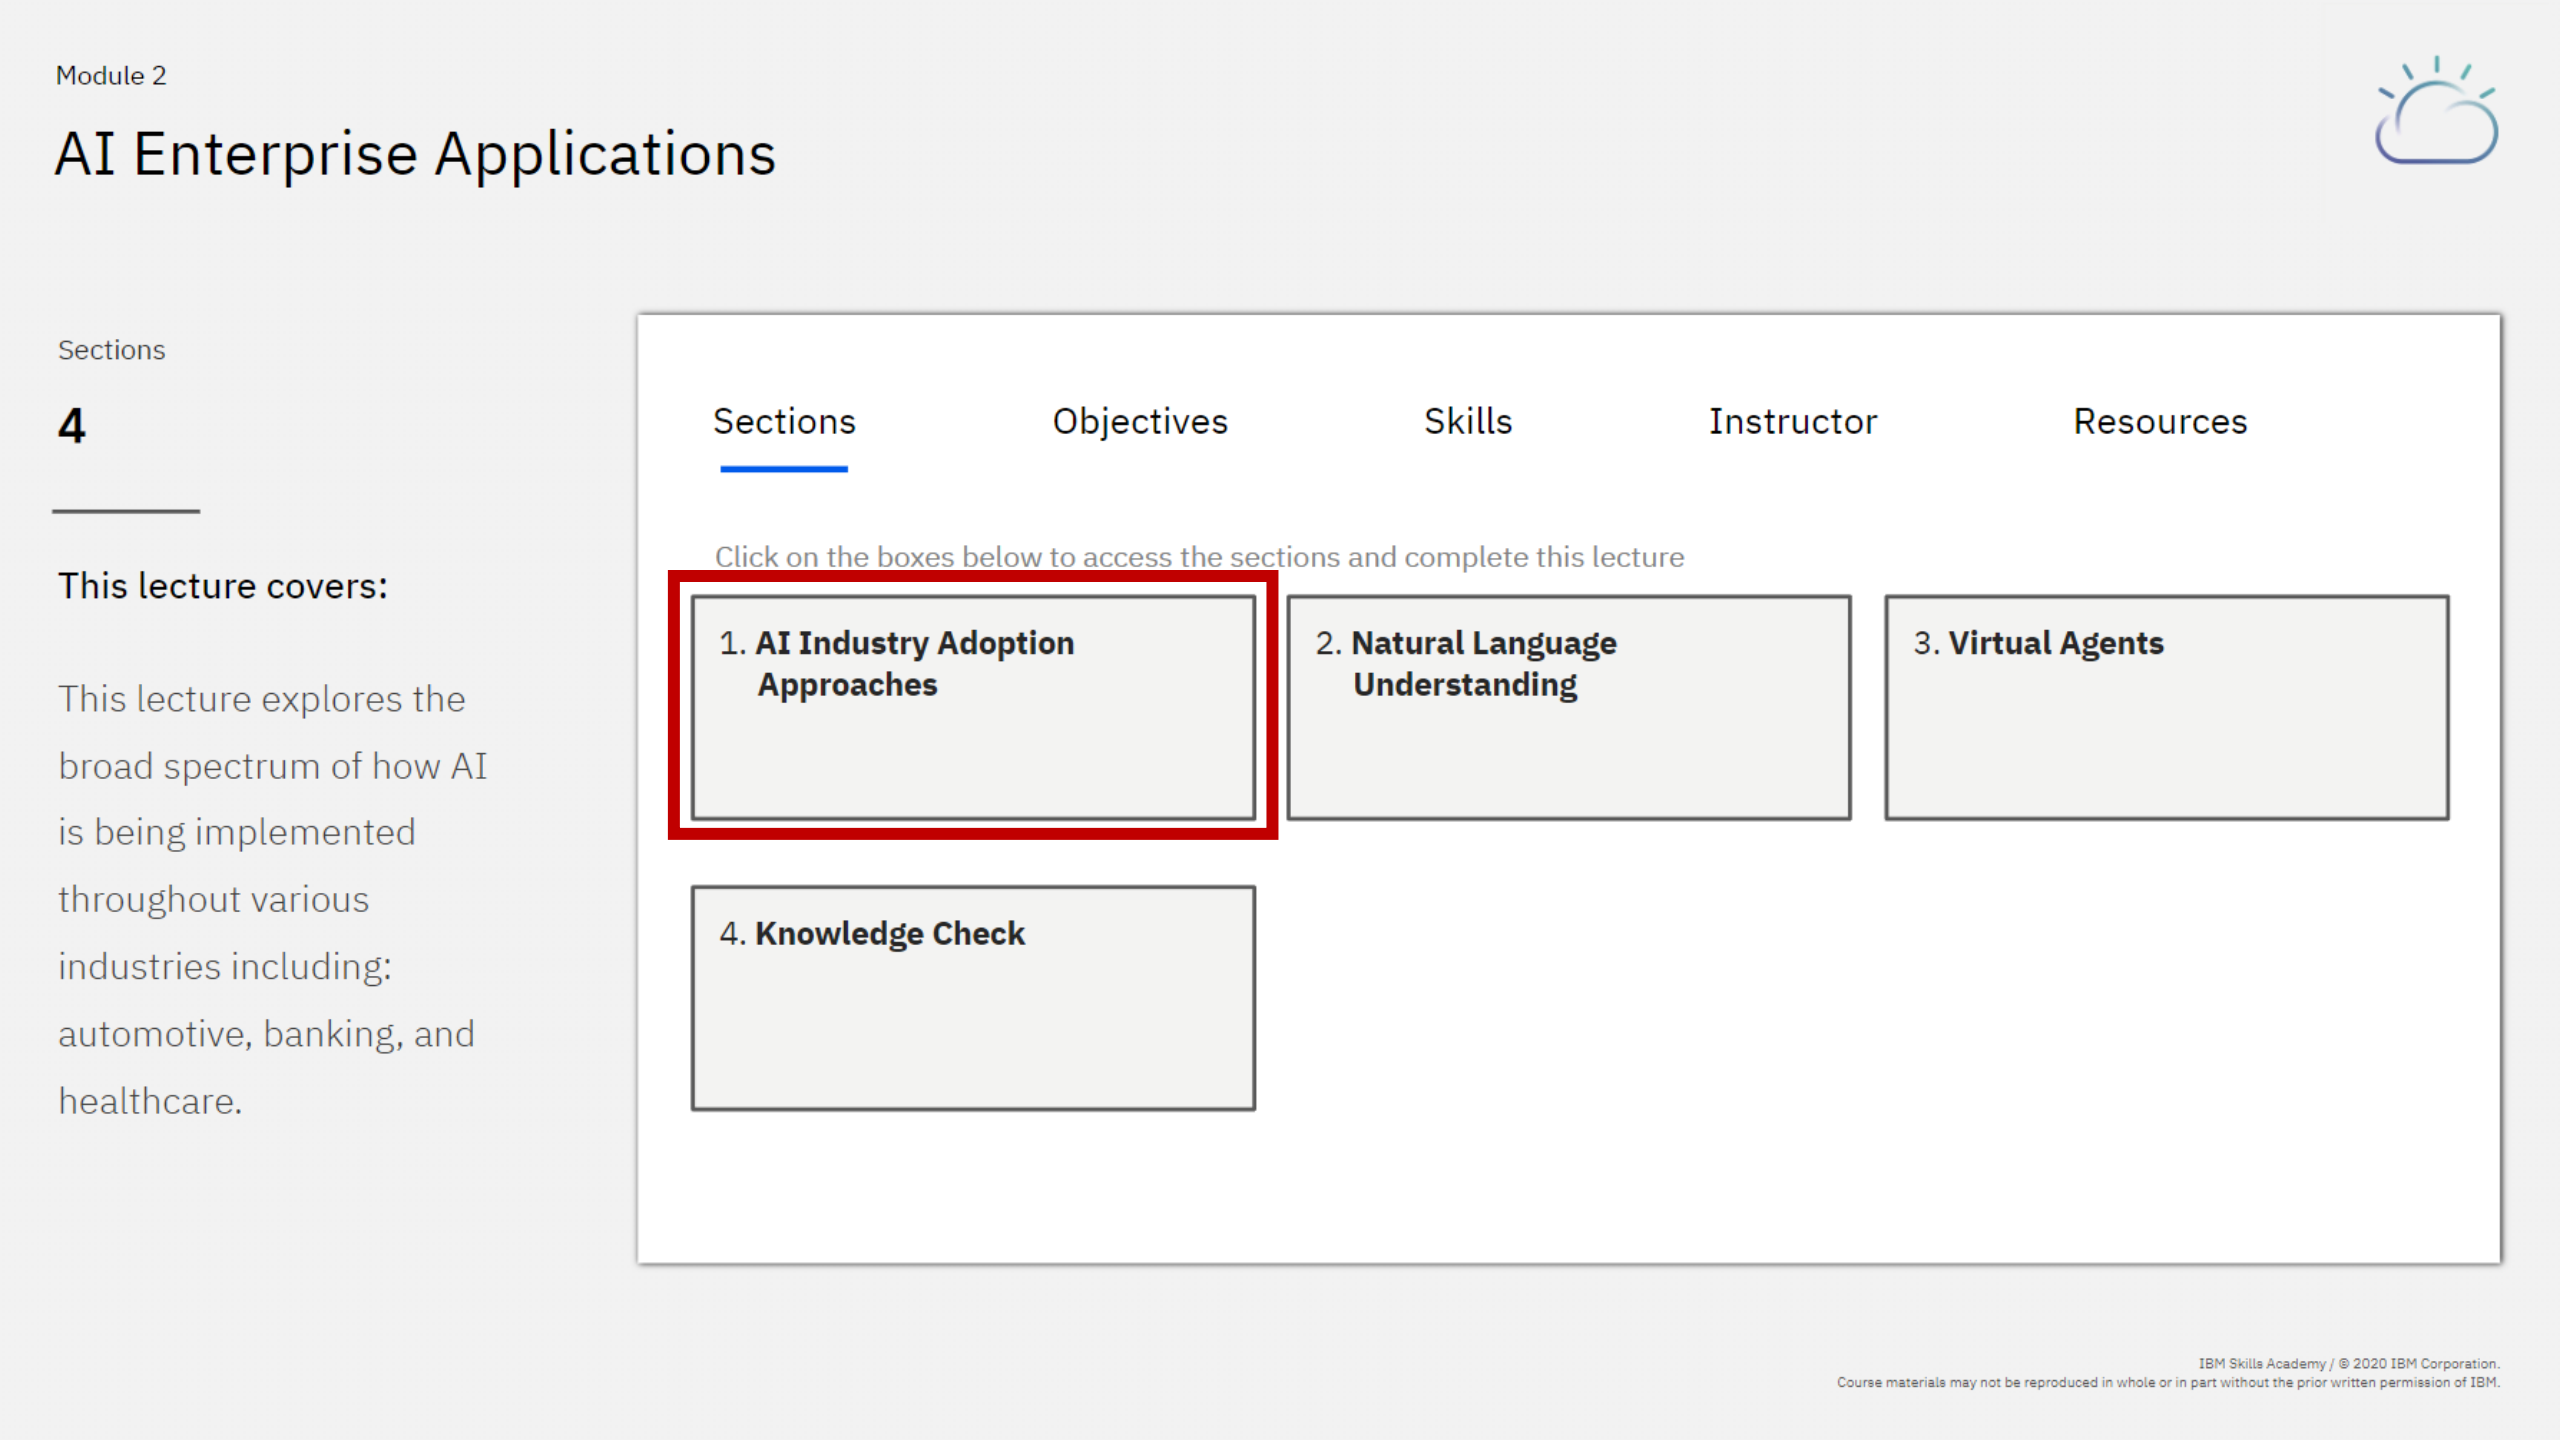 Module 2
AI Enterprise Applications
Sections
4
This lecture covers:
This lecture explores the
broad spectrum of how AI
is being implemented
throughout various
industries including:
automotive, banking, and
healthcare.
Sections Objectives Skills Instructor Resources
Click on the boxes below to access the sections and complete this lecture
1. AI Industry Adoption
Approaches
2. Natural Language
Understanding
3. Virtual Agents
4. Knowledge Check
IBM Skills Academy / © 2020 IBM Corporation.
Course materials may not be reproduced in whole or in part without the prior written permission of IBM.